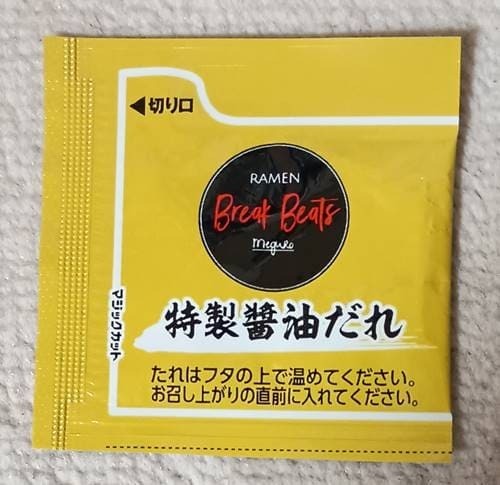 ◀切り口
RAMEN
Break Beats
Meguro
マジックカット
特製醤油だれ
たれはフタの上で温めてください。
お召し上がりの直前に入れてください。